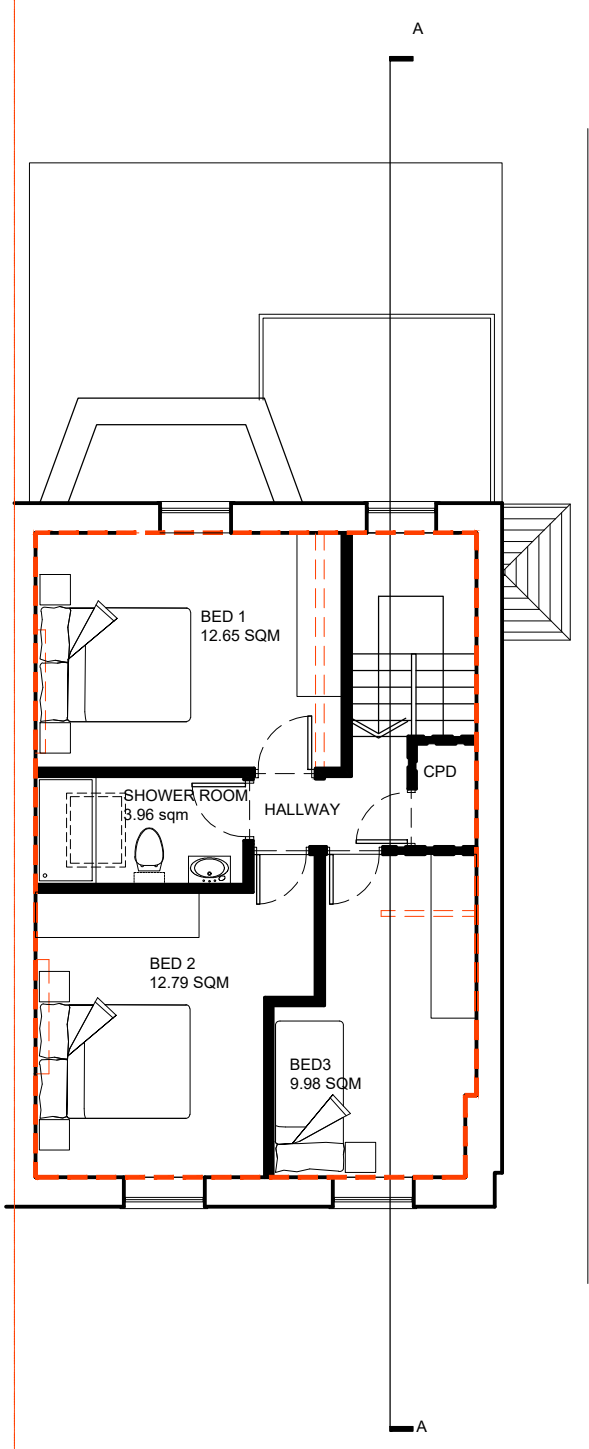 A
BED 1
12.65 SQM
CPD
SHOWER ROOM
3.96 sqm
HALLWAY
BED 2
12.79 SQM
BED3
9.98 SQM
A